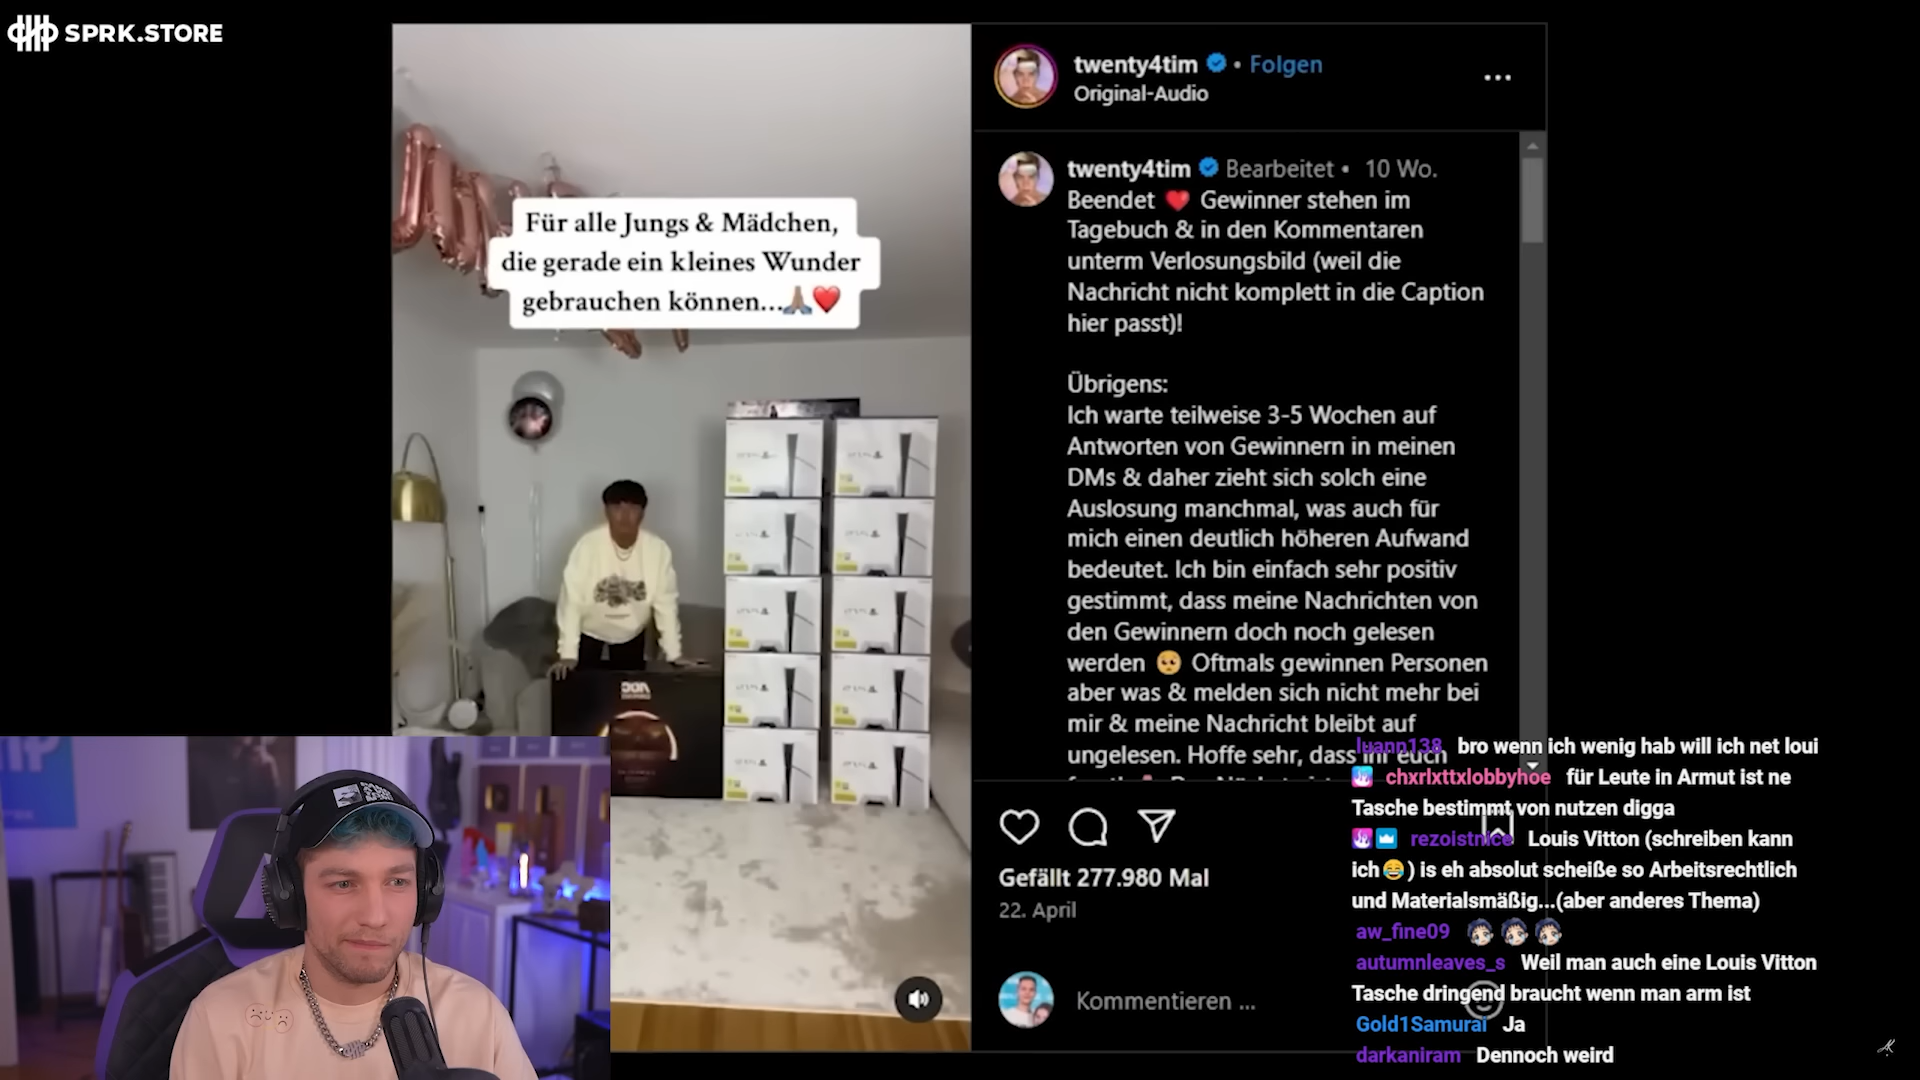 SPRK.STORE
Für alle Jungs & Mädchen,
die gerade ein kleines Wunder
gebrauchen können...🙏❤️
twenty4tim • Folgen
Original-Audio
twenty4tim Bearbeitet • 10 Wo.
Beendet ❤️ Gewinner stehen im
Tagebuch & in den Kommentaren
unterm Verlosungsbild (weil die
Nachricht nicht komplett in die Caption
hier passt)!
Übrigens:
Ich warte teilweise 3-5 Wochen auf
Antworten von Gewinnern in meinen
DMs & daher zieht sich solch eine
Auslosung manchmal, was auch für
mich einen deutlich höheren Aufwand
bedeutet. Ich bin einfach sehr positiv
gestimmt, dass meine Nachrichten von
den Gewinnern doch noch gelesen
werden 🥺 Oftmals gewinnen Personen
aber was & melden sich nicht mehr bei
mir & meine Nachricht bleibt auf
ungelesen. Hoffe sehr, dass ihr euch
Gefällt 277.980 Mal
22. April
Kommentieren ...
luann138 bro wenn ich wenig hab will ich net loui
chxrlxttxlobbyhoe für Leute in Armut ist ne
Tasche bestimmt von nutzen digga
rezoistnice Louis Vitton (schreiben kann
ich😂) is eh absolut scheiße so Arbeitsrechtlich
und Materialsmäßig...(aber anderes Thema)
aw_fine09
autumnleaves_s Weil man auch eine Louis Vitton
Tasche dringend braucht wenn man arm ist
Gold1Samurai Ja
darkaniram Dennoch weird